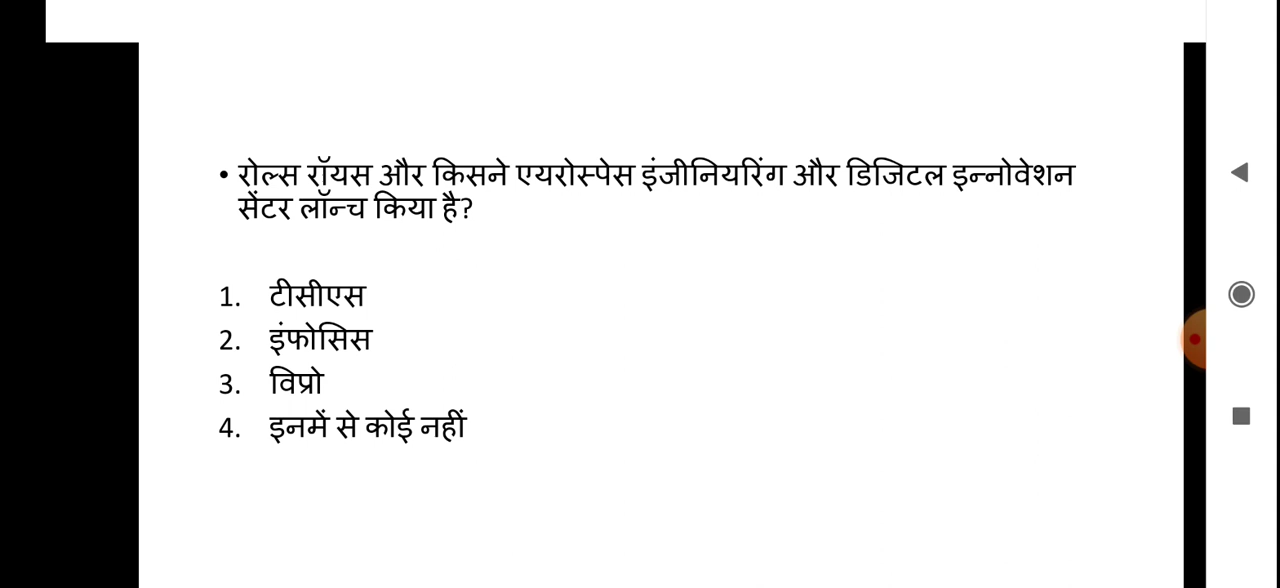 • रोल्स रॉयस और किसने एयरोस्पेस इंजीनियरिंग और डिजिटल इन्नोवेशन
सेंटर लॉन्च किया है?
1. टीसीएस
2. इंफोसिस
3. विप्रो
4. इनमें से कोई नहीं